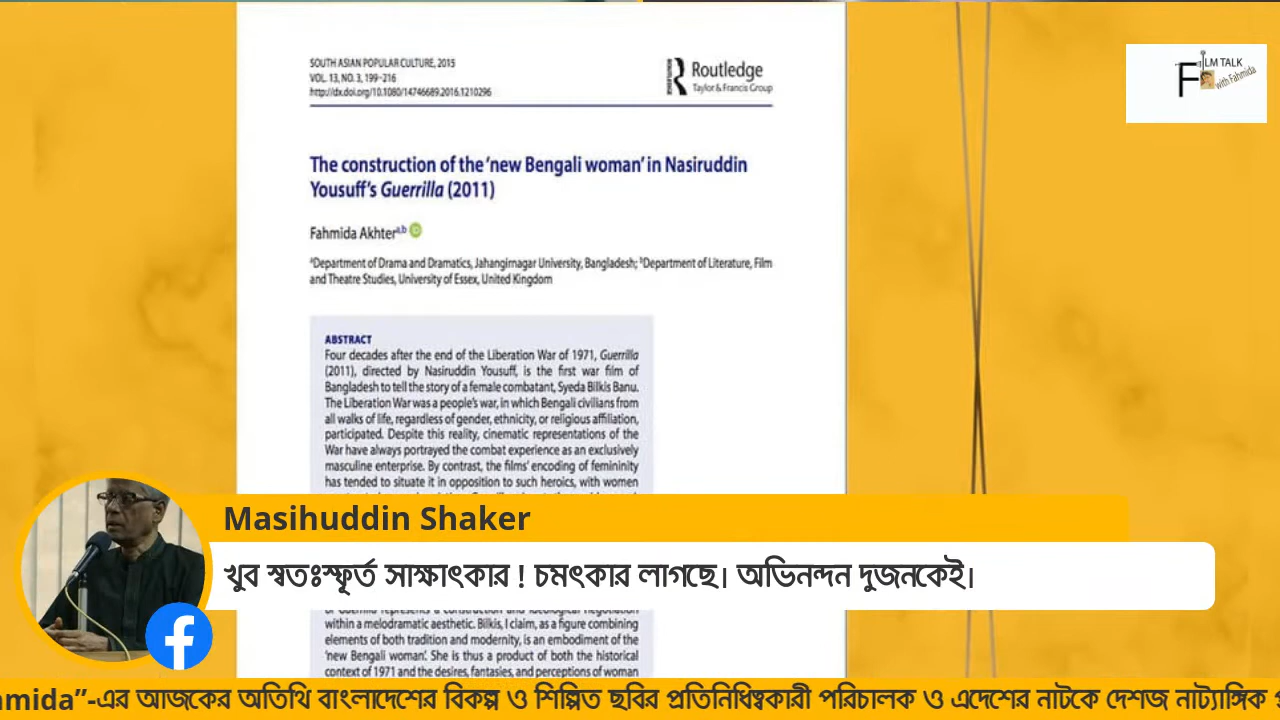 SOUTH ASIAN POPULAR CULTURE, 2015
VOL. 13, NO. 3, 199–216
http://dx.doi.org/10.1080/14746689.2016.1210296
Routledge
Taylor & Francis Group
FILM TALK
with Fahmida
The construction of the 'new Bengali woman' in Nasiruddin
Yousuff's Guerrilla (2011)
Fahmida Akhter a,b
aDepartment of Drama and Dramatics, Jahangirnagar University, Bangladesh; bDepartment of Literature, Film
and Theatre Studies, University of Essex, United Kingdom
ABSTRACT
Four decades after the end of the Liberation War of 1971, Guerrilla
(2011), directed by Nasiruddin Yousuff, is the first war film of
Bangladesh to tell the story of a female combatant, Syeda Bilkis Banu.
The Liberation War was a people's war, in which Bengali civilians from
all walks of life, regardless of gender, ethnicity, or religious affiliation,
participated. Despite this reality, cinematic representations of the
War have always portrayed the combat experience as an exclusively
masculine enterprise. By contrast, the films' encoding of femininity
has tended to situate it in opposition to such heroics, with women
Masihuddin Shaker
খুব স্বতঃস্ফূর্ত সাক্ষাৎকার ! চমৎকার লাগছে। অভিনন্দন দুজনকেই।
of Guerrilla represents a construction and ideological negotiation
within a melodramatic aesthetic. Bilkis, I claim, as a figure combining
elements of both tradition and modernity, is an embodiment of the
'new Bengali woman'. She is thus a product of both the historical
context of 1971 and the desires, fantasies, and perceptions of woman
mida”-এর আজকের অতিথি বাংলাদেশের বিকল্প ও শিল্পিত ছবির প্রতিনিধিত্বকারী পরিচালক ও এদেশের নাটকে দেশজ নাট্যাঙ্গিক